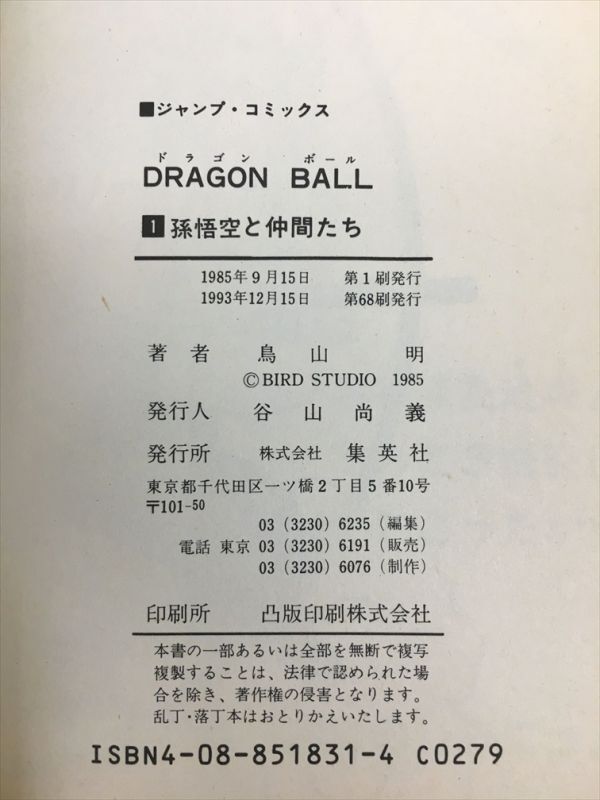 ■ジャンプ・コミックス
ドラゴン ボール
DRAGON BALL
1 孫悟空と仲間たち
1985年9月15日 第1刷発行
1993年12月15日 第68刷発行
著者 鳥山 明
©BIRD STUDIO 1985
発行人 谷山尚義
発行所 株式会社 集英社
東京都千代田区一ツ橋2丁目5番10号
〒101-50
03 (3230) 6235 (編集)
電話 東京 03 (3230) 6191 (販売)
03 (3230) 6076 (制作)
印刷所 凸版印刷株式会社
本書の一部あるいは全部を無断で複写
複製することは、法律で認められた場
合を除き、著作権の侵害となります。
乱丁・落丁本はおとりかえいたします。
ISBN4-08-851831-4 C0279